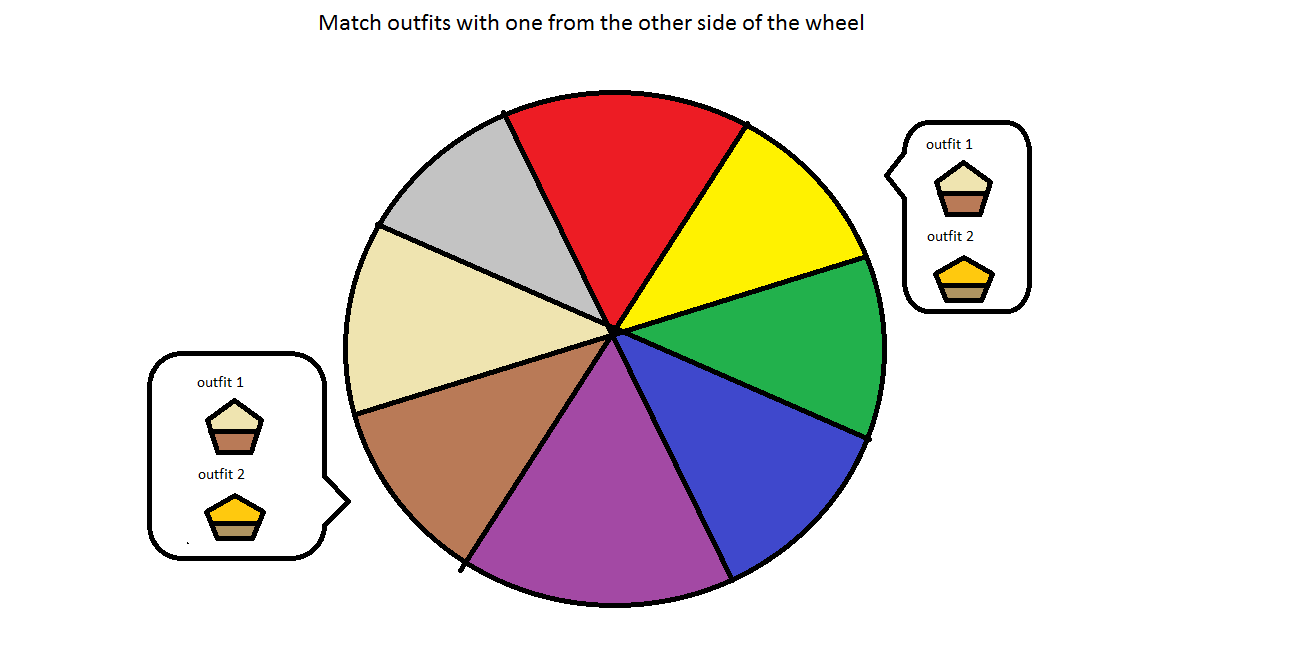 Match outfits with one from the other side of the wheel
outfit 1
outfit 2
outfit 1
outfit 2